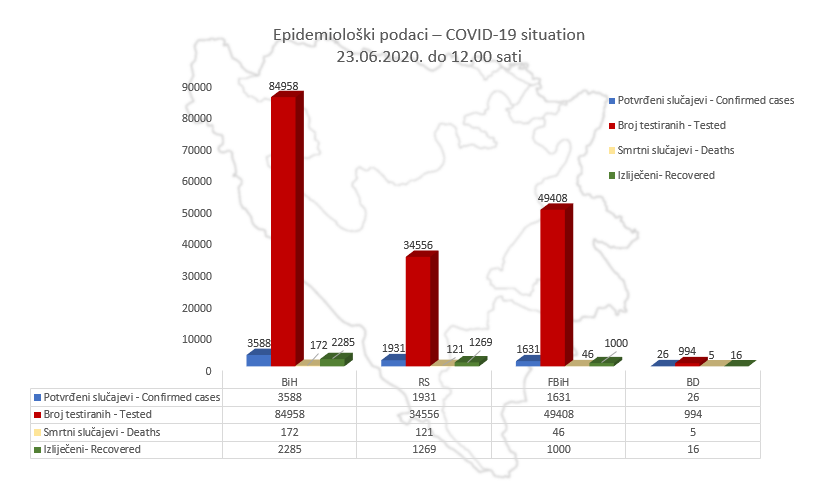 Epidemiološki podaci – COVID-19 situation
23.06.2020. do 12.00 sati
90000
80000
70000
60000
50000
40000
30000
20000
10000
0
84958
34556
49408
3588
172
2285
1931
121
1269
1631
46
1000
26
994
5
16
Potvrđeni slučajevi - Confirmed cases
Broj testiranih - Tested
Smrtni slučajevi - Deaths
Izliječeni- Recovered
BiH RS FBiH BD
Potvrđeni slučajevi - Confirmed cases 3588 1931 1631 26
Broj testiranih - Tested 84958 34556 49408 994
Smrtni slučajevi - Deaths 172 121 46 5
Izliječeni- Recovered 2285 1269 1000 16